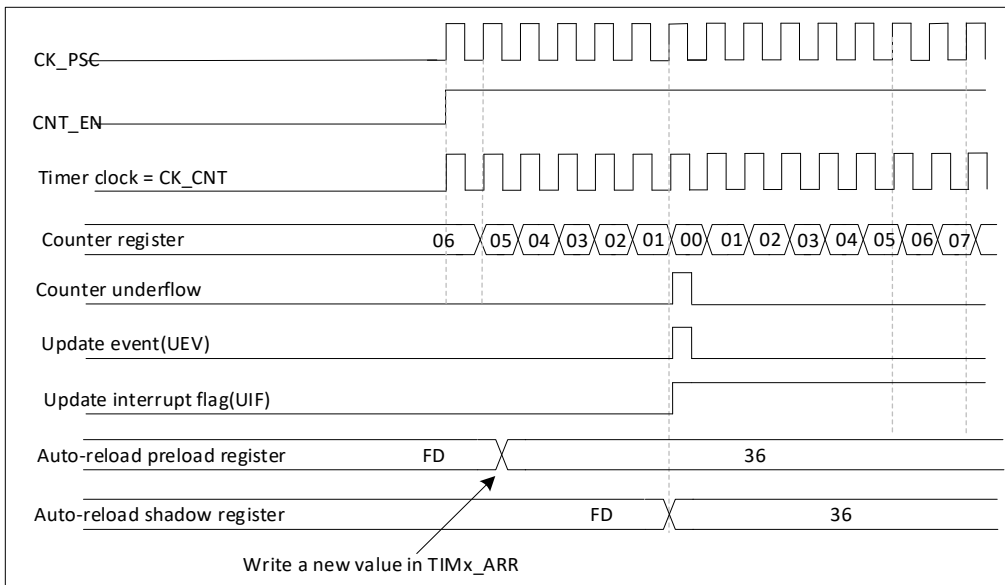 CK_PSC
CNT_EN
Timer clock = CK_CNT
Counter register 06 05 04 03 02 01 00 01 02 03 04 05 06 07
Counter underflow
Update event(UEV)
Update interrupt flag(UIF)
Auto-reload preload register FD 36
Auto-reload shadow register FD 36
Write a new value in TIMx_ARR